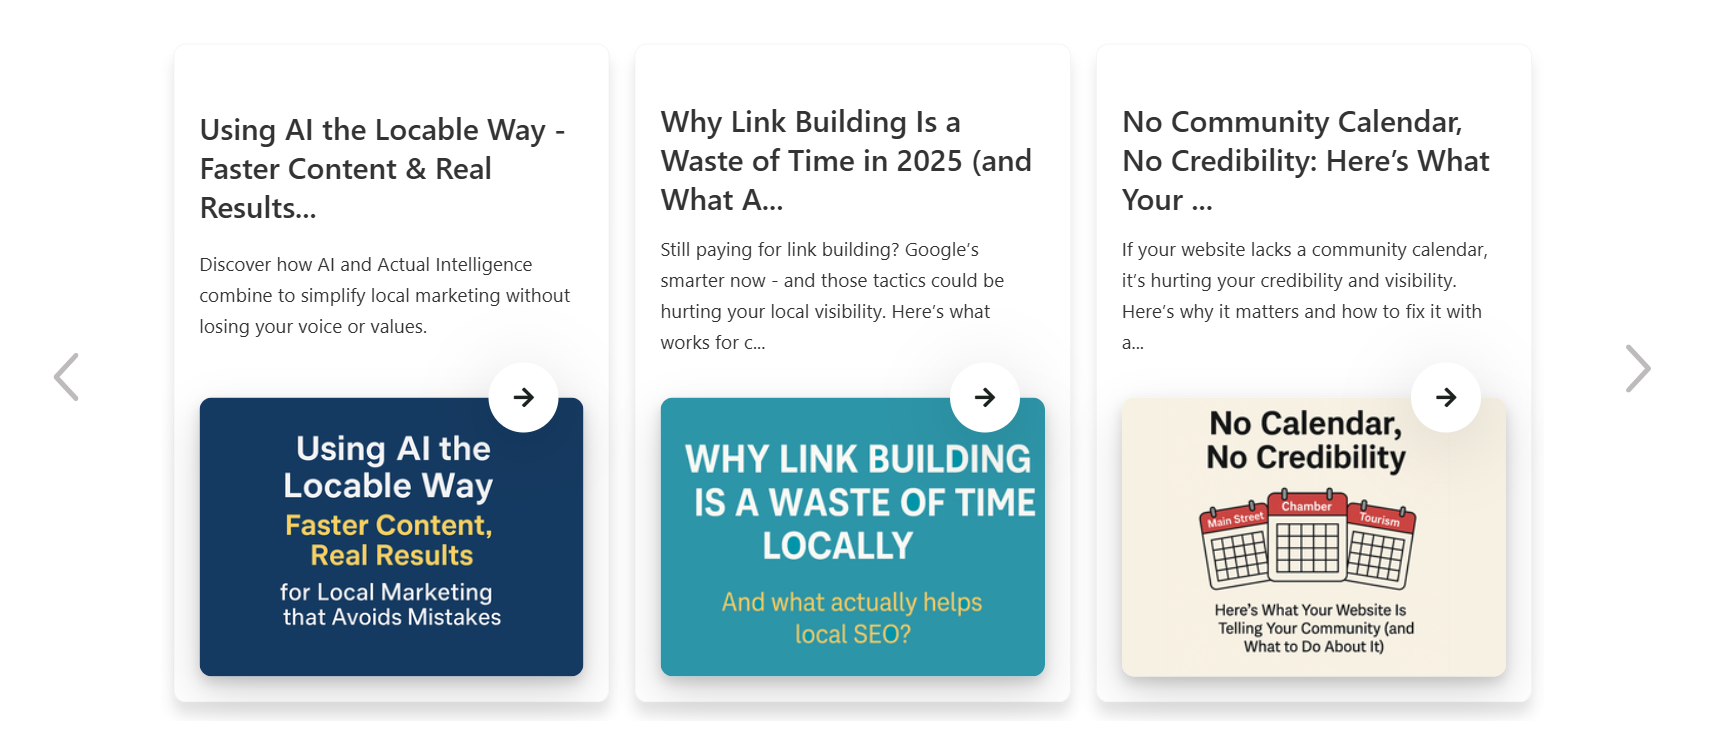 Using AI the Locable Way -
Faster Content & Real
Results...
Discover how AI and Actual Intelligence
combine to simplify local marketing without
losing your voice or values.
Using AI the
Locable Way
Faster Content,
Real Results
for Local Marketing
that Avoids Mistakes
Why Link Building Is a
Waste of Time in 2025 (and
What A...
Still paying for link building? Google’s
smarter now - and those tactics could be
hurting your local visibility. Here’s what
works for c...
WHY LINK BUILDING
IS A WASTE OF TIME
LOCALLY
And what actually helps
local SEO?
No Community Calendar,
No Credibility: Here’s What
Your ...
If your website lacks a community calendar,
it’s hurting your credibility and visibility.
Here’s why it matters and how to fix it with
a...
No Calendar,
No Credibility
Main Street
Chamber
Tourism
Here’s What Your Website Is
Telling Your Community (and
What to Do About It)